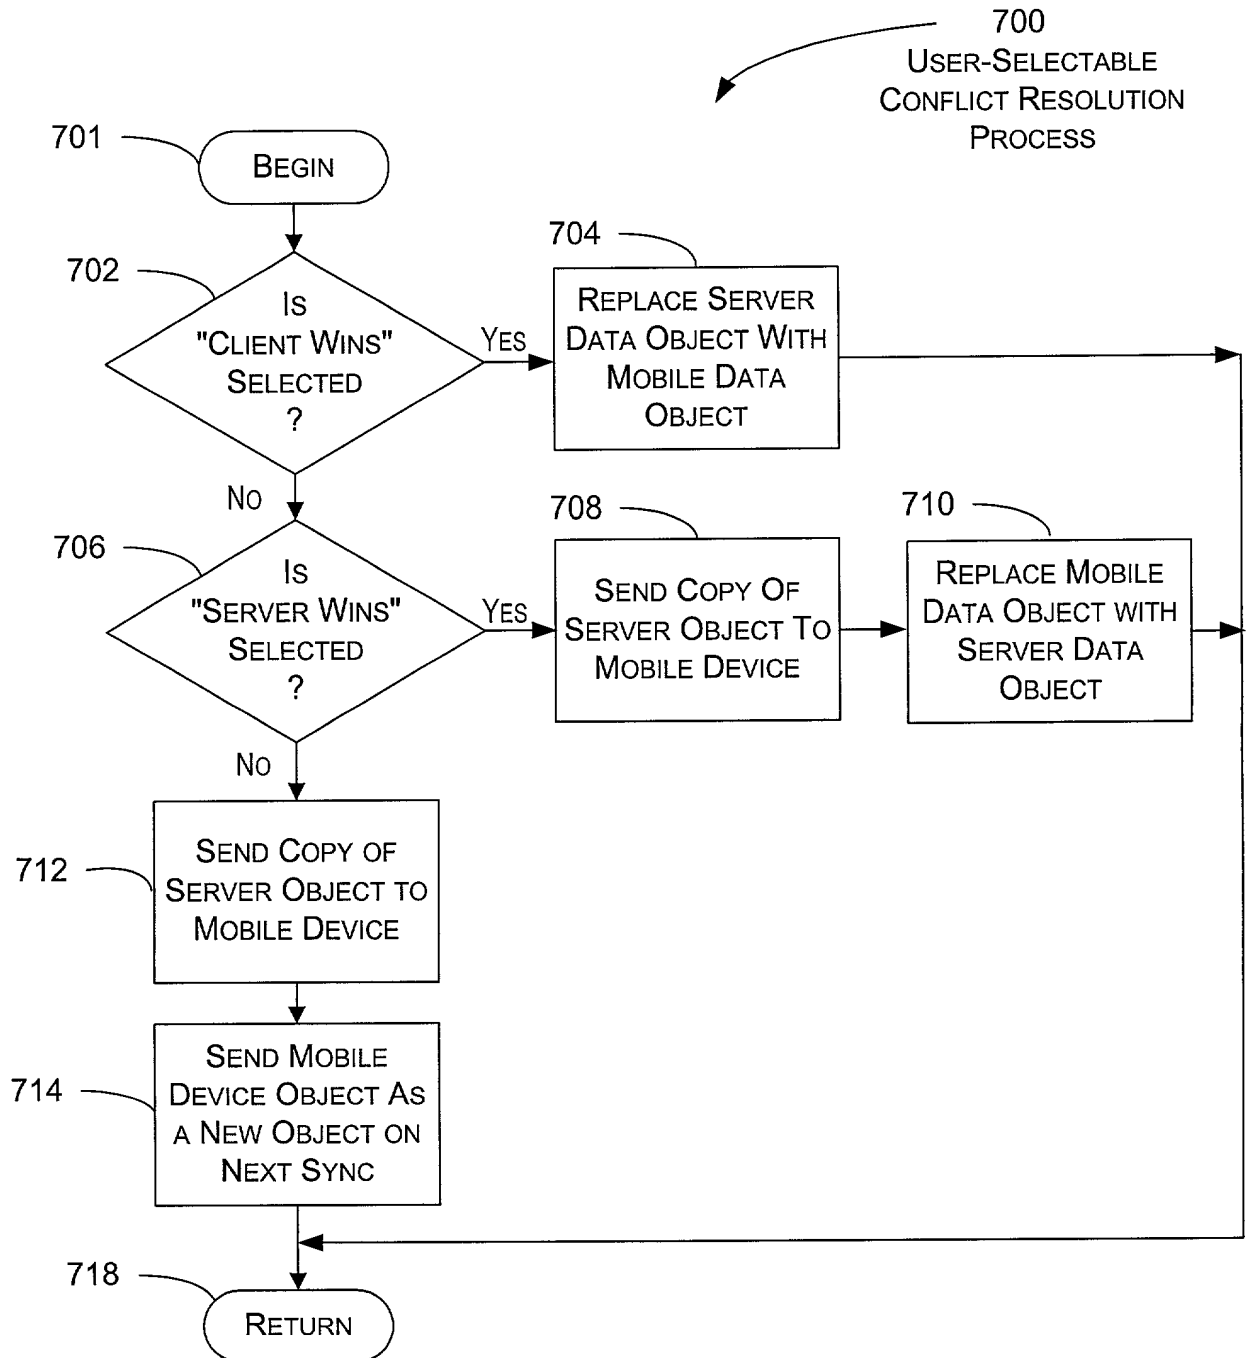 700
USER-SELECTABLE
CONFLICT RESOLUTION
PROCESS
701
BEGIN
702
IS
"CLIENT WINS"
SELECTED
?
YES
704
REPLACE SERVER
DATA OBJECT WITH
MOBILE DATA
OBJECT
NO
706
IS
"SERVER WINS"
SELECTED
?
YES
708
SEND COPY OF
SERVER OBJECT TO
MOBILE DEVICE
710
REPLACE MOBILE
DATA OBJECT WITH
SERVER DATA
OBJECT
NO
712
SEND COPY OF
SERVER OBJECT TO
MOBILE DEVICE
714
SEND MOBILE
DEVICE OBJECT AS
A NEW OBJECT ON
NEXT SYNC
718
RETURN